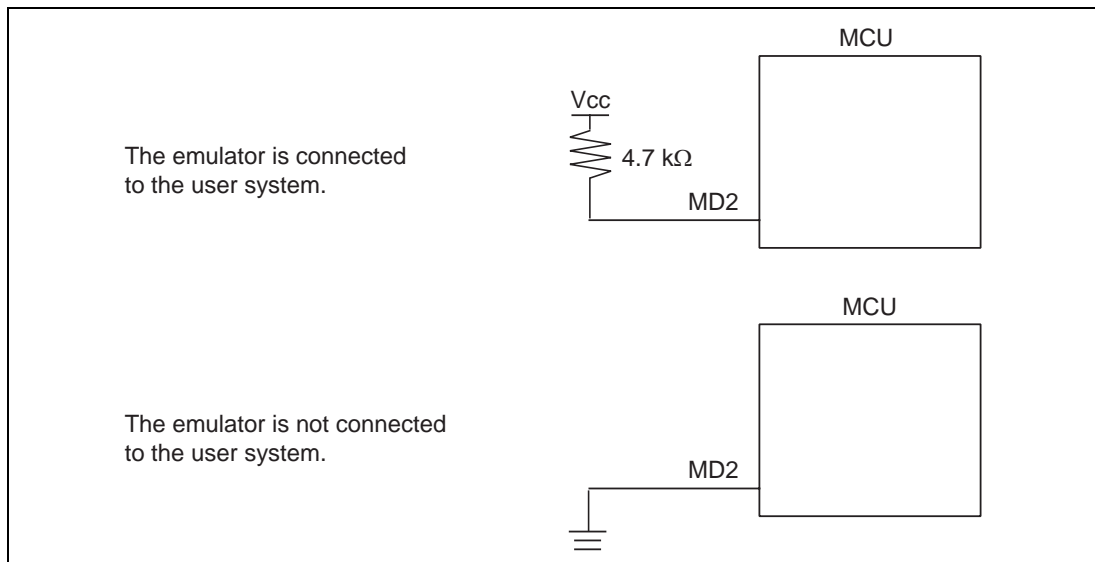 MCU
Vcc
The emulator is connected
to the user system.
4.7 kΩ
MD2
MCU
The emulator is not connected
to the user system.
MD2